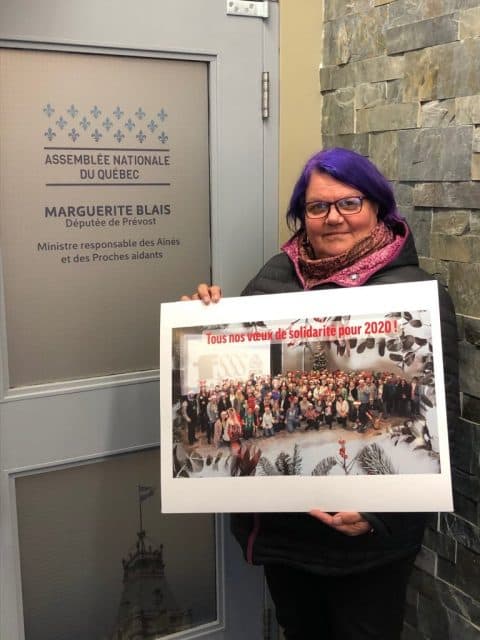 ASSEMBLÉE NATIONALE
DU QUÉBEC
MARGUERITE BLAIS
Députée de Prévost
Ministre responsable des Aînés
et des Proches aidants
Tous nos vœux de solidarité pour 2020 !